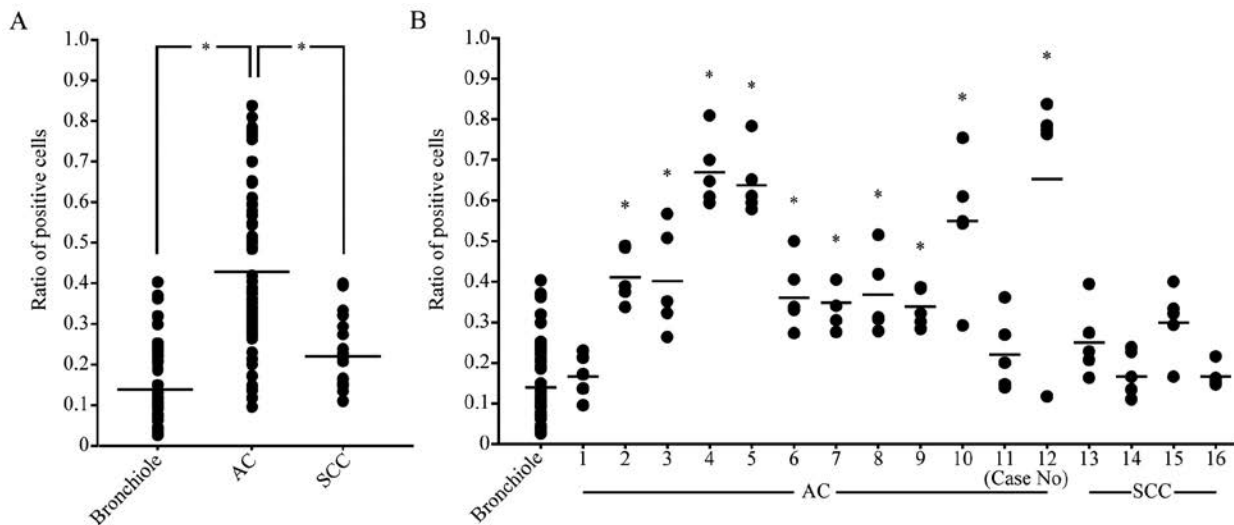 A
Ratio of positive cells
1.0
0.9
0.8
0.7
0.6
0.5
0.4
0.3
0.2
0.1
0
* *
Bronchiole AC SCC
B
Ratio of positive cells
1.0
0.9
0.8
0.7
0.6
0.5
0.4
0.3
0.2
0.1
0
* * * * * * * * * *
Bronchiole 1 2 3 4 5 6 7 8 9 10 11 12 13 14 15 16
(Case No)
AC SCC